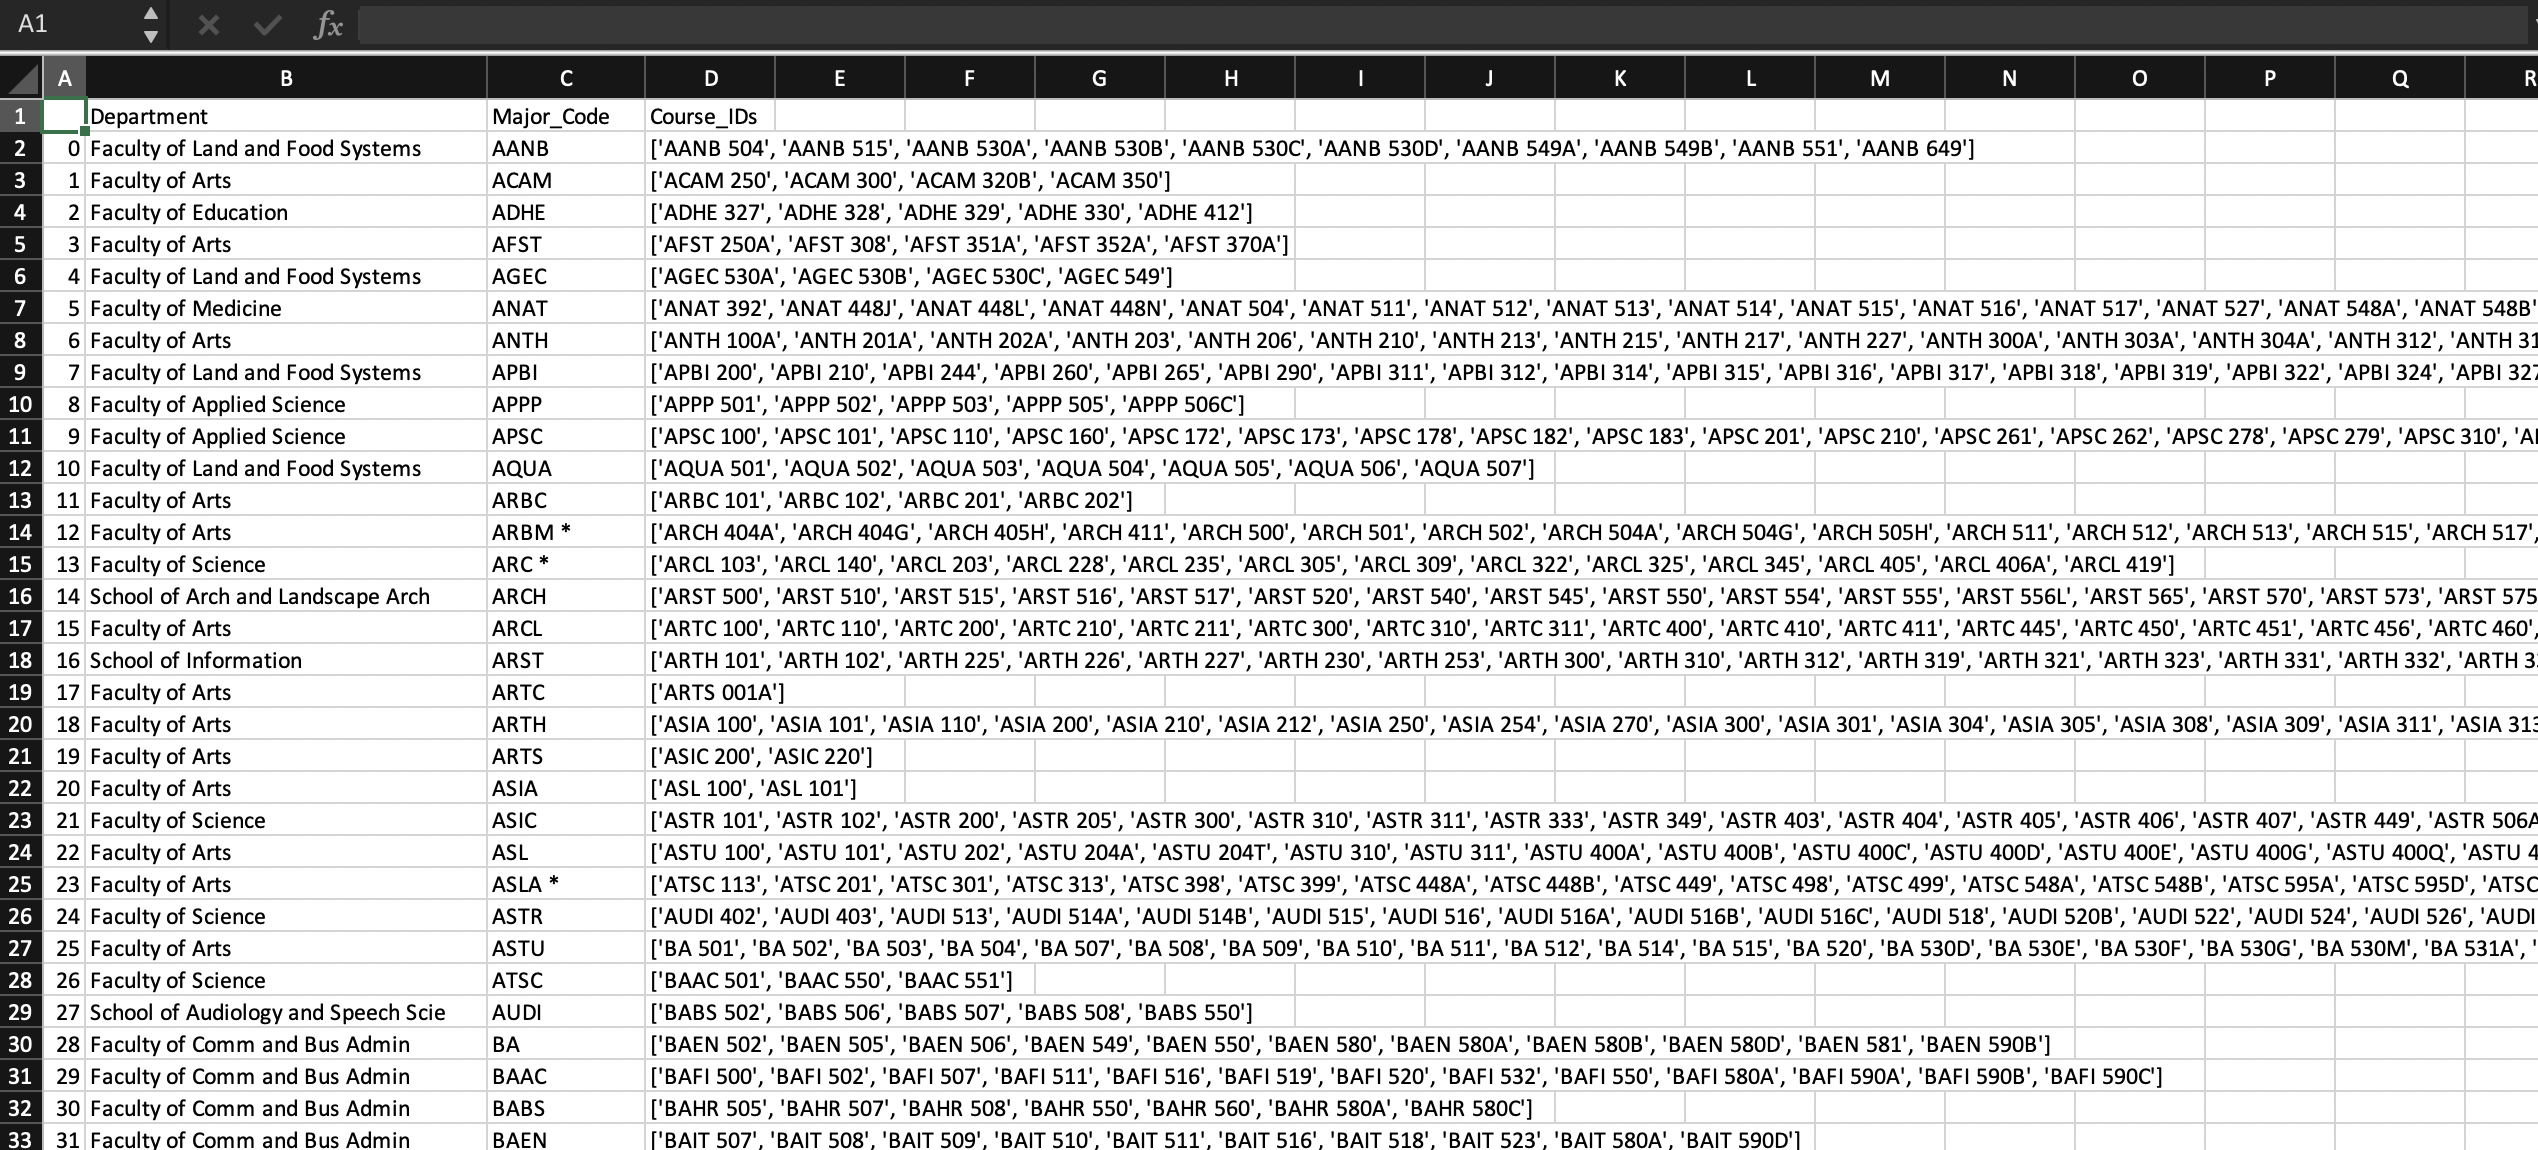 A1 fx
A B C D E F G H I J K L M N O P Q R
1 Department Major_Code Course_IDs
2 0 Faculty of Land and Food Systems AANB ['AANB 504', 'AANB 515', 'AANB 530A', 'AANB 530B', 'AANB 530C', 'AANB 530D', 'AANB 549A', 'AANB 549B', 'AANB 551', 'AANB 649']
3 1 Faculty of Arts ACAM ['ACAM 250', 'ACAM 300', 'ACAM 320B', 'ACAM 350']
4 2 Faculty of Education ADHE ['ADHE 327', 'ADHE 328', 'ADHE 329', 'ADHE 330', 'ADHE 412']
5 3 Faculty of Arts AFST ['AFST 250A', 'AFST 308', 'AFST 351A', 'AFST 352A', 'AFST 370A']
6 4 Faculty of Land and Food Systems AGEC ['AGEC 530A', 'AGEC 530B', 'AGEC 530C', 'AGEC 549']
7 5 Faculty of Medicine ANAT ['ANAT 392', 'ANAT 448J', 'ANAT 448L', 'ANAT 448N', 'ANAT 504', 'ANAT 511', 'ANAT 512', 'ANAT 513', 'ANAT 514', 'ANAT 515', 'ANAT 516', 'ANAT 517', 'ANAT 527', 'ANAT 548A', 'ANAT 548B'
8 6 Faculty of Arts ANTH ['ANTH 100A', 'ANTH 201A', 'ANTH 202A', 'ANTH 203', 'ANTH 206', 'ANTH 210', 'ANTH 213', 'ANTH 215', 'ANTH 217', 'ANTH 227', 'ANTH 300A', 'ANTH 303A', 'ANTH 304A', 'ANTH 312', 'ANTH 31
9 7 Faculty of Land and Food Systems APBI ['APBI 200', 'APBI 210', 'APBI 244', 'APBI 260', 'APBI 265', 'APBI 290', 'APBI 311', 'APBI 312', 'APBI 314', 'APBI 315', 'APBI 316', 'APBI 317', 'APBI 318', 'APBI 319', 'APBI 322', 'APBI 324', 'APBI 327
10 8 Faculty of Applied Science APPP ['APPP 501', 'APPP 502', 'APPP 503', 'APPP 505', 'APPP 506C']
11 9 Faculty of Applied Science APSC ['APSC 100', 'APSC 101', 'APSC 110', 'APSC 160', 'APSC 172', 'APSC 173', 'APSC 178', 'APSC 182', 'APSC 183', 'APSC 201', 'APSC 210', 'APSC 261', 'APSC 262', 'APSC 278', 'APSC 279', 'APSC 310',
12 10 Faculty of Land and Food Systems AQUA ['AQUA 501', 'AQUA 502', 'AQUA 503', 'AQUA 504', 'AQUA 505', 'AQUA 506', 'AQUA 507']
13 11 Faculty of Arts ARBC ['ARBC 101', 'ARBC 102', 'ARBC 201', 'ARBC 202']
14 12 Faculty of Arts ARBM * ['ARCH 404A', 'ARCH 404G', 'ARCH 405H', 'ARCH 411', 'ARCH 500', 'ARCH 501', 'ARCH 502', 'ARCH 504A', 'ARCH 504G', 'ARCH 505H', 'ARCH 511', 'ARCH 512', 'ARCH 513', 'ARCH 515', 'ARCH 517',
15 13 Faculty of Science ARC * ['ARCL 103', 'ARCL 140', 'ARCL 203', 'ARCL 228', 'ARCL 235', 'ARCL 305', 'ARCL 309', 'ARCL 322', 'ARCL 325', 'ARCL 345', 'ARCL 405', 'ARCL 406A', 'ARCL 419']
16 14 School of Arch and Landscape Arch ARCH ['ARST 500', 'ARST 510', 'ARST 515', 'ARST 516', 'ARST 517', 'ARST 520', 'ARST 540', 'ARST 545', 'ARST 550', 'ARST 554', 'ARST 555', 'ARST 556L', 'ARST 565', 'ARST 570', 'ARST 573', 'ARST 575
17 15 Faculty of Arts ARCL ['ARTC 100', 'ARTC 110', 'ARTC 200', 'ARTC 210', 'ARTC 211', 'ARTC 300', 'ARTC 310', 'ARTC 311', 'ARTC 400', 'ARTC 410', 'ARTC 411', 'ARTC 445', 'ARTC 450', 'ARTC 451', 'ARTC 456', 'ARTC 460',
18 16 School of Information ARST ['ARTH 101', 'ARTH 102', 'ARTH 225', 'ARTH 226', 'ARTH 227', 'ARTH 230', 'ARTH 253', 'ARTH 300', 'ARTH 310', 'ARTH 312', 'ARTH 319', 'ARTH 321', 'ARTH 323', 'ARTH 331', 'ARTH 332', 'ARTH
19 17 Faculty of Arts ARTC ['ARTS 001A']
20 18 Faculty of Arts ARTH ['ASIA 100', 'ASIA 101', 'ASIA 110', 'ASIA 200', 'ASIA 210', 'ASIA 212', 'ASIA 250', 'ASIA 254', 'ASIA 270', 'ASIA 300', 'ASIA 301', 'ASIA 304', 'ASIA 305', 'ASIA 308', 'ASIA 309', 'ASIA 311', 'ASIA 313
21 19 Faculty of Arts ARTS ['ASIC 200', 'ASIC 220']
22 20 Faculty of Arts ASIA ['ASL 100', 'ASL 101']
23 21 Faculty of Science ASIC ['ASTR 101', 'ASTR 102', 'ASTR 200', 'ASTR 205', 'ASTR 300', 'ASTR 310', 'ASTR 311', 'ASTR 333', 'ASTR 349', 'ASTR 403', 'ASTR 404', 'ASTR 405', 'ASTR 406', 'ASTR 407', 'ASTR 449', 'ASTR 506A
24 22 Faculty of Arts ASL ['ASTU 100', 'ASTU 101', 'ASTU 202', 'ASTU 204A', 'ASTU 204T', 'ASTU 310', 'ASTU 311', 'ASTU 400A', 'ASTU 400B', 'ASTU 400C', 'ASTU 400D', 'ASTU 400E', 'ASTU 400G', 'ASTU 400Q', 'ASTU 4
25 23 Faculty of Arts ASLA * ['ATSC 113', 'ATSC 201', 'ATSC 301', 'ATSC 313', 'ATSC 398', 'ATSC 399', 'ATSC 448A', 'ATSC 448B', 'ATSC 449', 'ATSC 498', 'ATSC 499', 'ATSC 548A', 'ATSC 548B', 'ATSC 595A', 'ATSC 595D', 'ATSC
26 24 Faculty of Science ASTR ['AUDI 402', 'AUDI 403', 'AUDI 513', 'AUDI 514A', 'AUDI 514B', 'AUDI 515', 'AUDI 516', 'AUDI 516A', 'AUDI 516B', 'AUDI 516C', 'AUDI 518', 'AUDI 520B', 'AUDI 522', 'AUDI 524', 'AUDI 526', 'AUDI
27 25 Faculty of Arts ASTU ['BA 501', 'BA 502', 'BA 503', 'BA 504', 'BA 507', 'BA 508', 'BA 509', 'BA 510', 'BA 511', 'BA 512', 'BA 514', 'BA 515', 'BA 520', 'BA 530D', 'BA 530E', 'BA 530F', 'BA 530G', 'BA 530M', 'BA 531A', '
28 26 Faculty of Science ATSC ['BAAC 501', 'BAAC 550', 'BAAC 551']
29 27 School of Audiology and Speech Scie AUDI ['BABS 502', 'BABS 506', 'BABS 507', 'BABS 508', 'BABS 550']
30 28 Faculty of Comm and Bus Admin BA ['BAEN 502', 'BAEN 505', 'BAEN 506', 'BAEN 549', 'BAEN 550', 'BAEN 580', 'BAEN 580A', 'BAEN 580B', 'BAEN 580D', 'BAEN 581', 'BAEN 590B']
31 29 Faculty of Comm and Bus Admin BAAC ['BAFI 500', 'BAFI 502', 'BAFI 507', 'BAFI 511', 'BAFI 516', 'BAFI 519', 'BAFI 520', 'BAFI 532', 'BAFI 550', 'BAFI 580A', 'BAFI 590A', 'BAFI 590B', 'BAFI 590C']
32 30 Faculty of Comm and Bus Admin BABS ['BAHR 505', 'BAHR 507', 'BAHR 508', 'BAHR 550', 'BAHR 560', 'BAHR 580A', 'BAHR 580C']
33 31 Faculty of Comm and Bus Admin BAEN ['BAIT 507', 'BAIT 508', 'BAIT 509', 'BAIT 510', 'BAIT 511', 'BAIT 516', 'BAIT 518', 'BAIT 523', 'BAIT 580A', 'BAIT 590D']